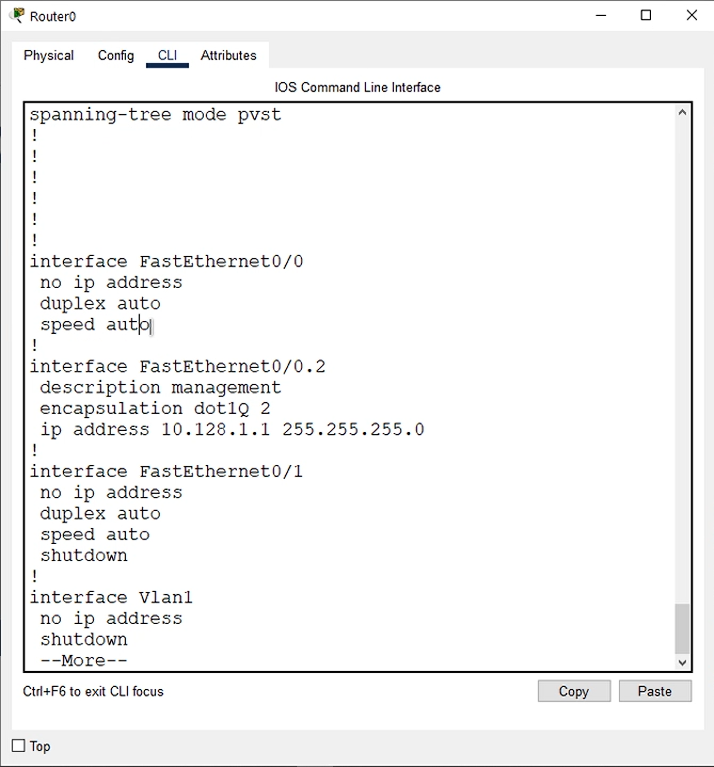 Router0
Physical Config CLI Attributes
IOS Command Line Interface
spanning-tree mode pvst
!
!
!
!
!
!
interface FastEthernet0/0
 no ip address
 duplex auto
 speed auto
!
interface FastEthernet0/0.2
 description management
 encapsulation dot1Q 2
 ip address 10.128.1.1 255.255.255.0
!
interface FastEthernet0/1
 no ip address
 duplex auto
 speed auto
 shutdown
!
interface Vlan1
 no ip address
 shutdown
 --More--
Ctrl+F6 to exit CLI focus
Copy Paste
Top